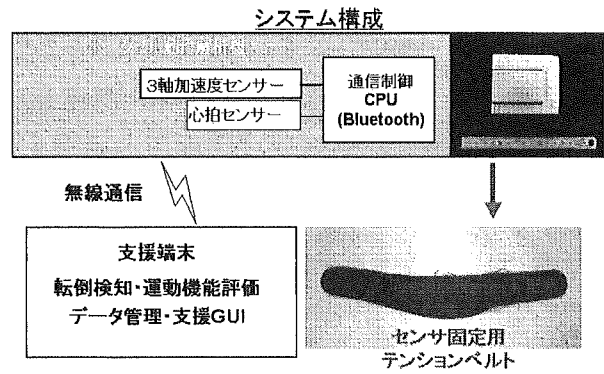 システム構成
3軸加速度センサー
心拍センサー
通信制御
CPU
(Bluetooth)
無線通信
支援端末
転倒検知・運動機能評価
データ管理・支援GUI
センサ固定用
テンションベルト